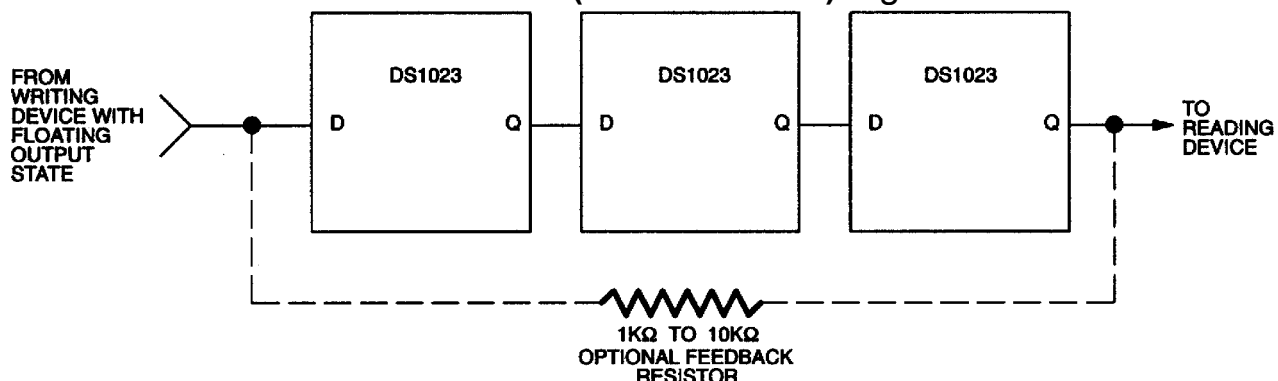 FROM
WRITING
DEVICE WITH
FLOATING
OUTPUT
STATE
DS1023
D
Q
DS1023
D
Q
DS1023
D
Q
TO
READING
DEVICE
1KΩ TO 10KΩ
OPTIONAL FEEDBACK
RESISTOR